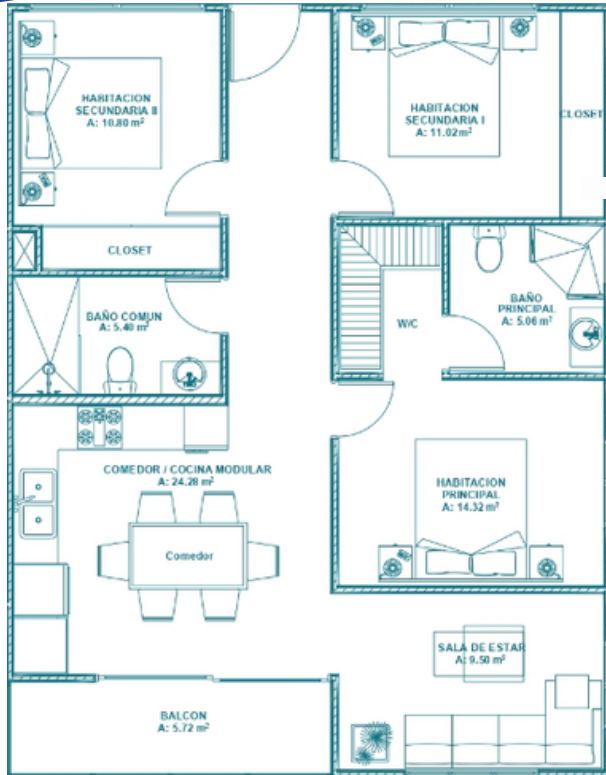 HABITACION
SECUNDARIA II
A: 10.80 m²
HABITACION
SECUNDARIA I
A: 11.02m²
CLOSET
CLOSET
BAÑO COMUN
A: 5.40 m²
W/C
BAÑO
PRINCIPAL
A: 5.06 m²
COMEDOR / COCINA MODULAR
A: 24.28 m²
Comedor
HABITACION
PRINCIPAL
A: 14.32 m²
SALA DE ESTAR
A: 9.50 m²
BALCON
A: 5.72 m²